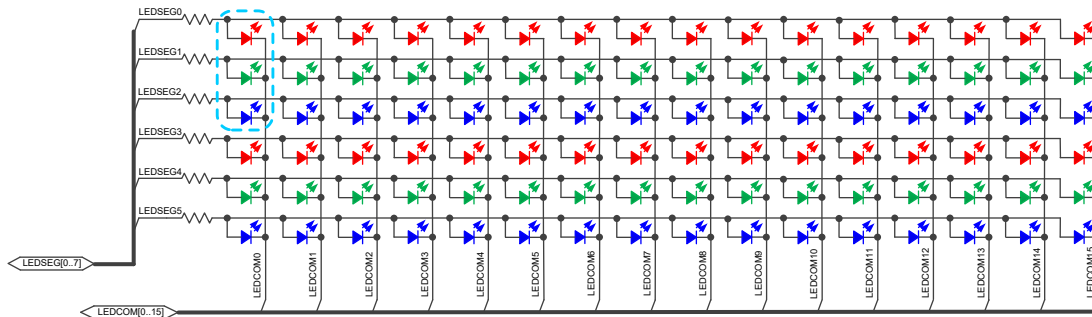 LEDSEG0
LEDSEG1
LEDSEG2
LEDSEG3
LEDSEG4
LEDSEG5
LEDSEG[0..7]
LEDCOM0
LEDCOM1
LEDCOM2
LEDCOM3
LEDCOM4
LEDCOM5
LEDCOM6
LEDCOM7
LEDCOM8
LEDCOM9
LEDCOM10
LEDCOM11
LEDCOM12
LEDCOM13
LEDCOM14
LEDCOM15
LEDCOM[0..15]